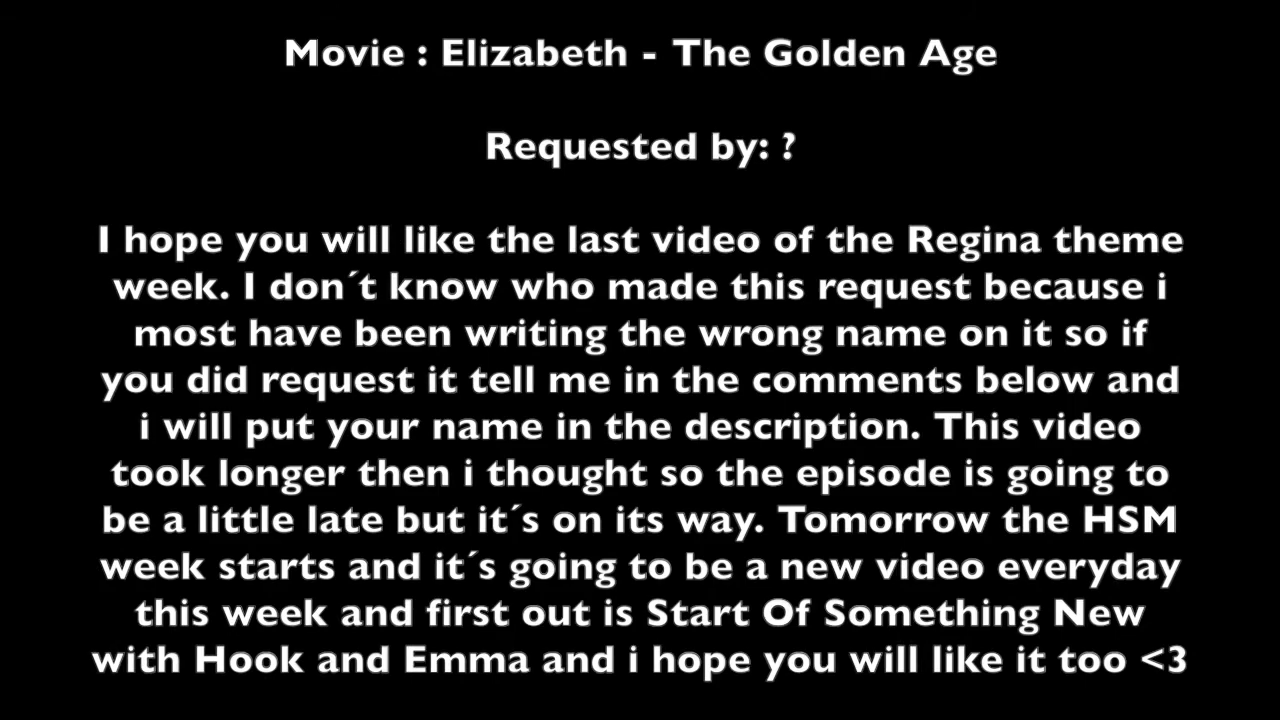 Movie : Elizabeth - The Golden Age
Requested by: ?
I hope you will like the last video of the Regina theme
week. I don´t know who made this request because i
most have been writing the wrong name on it so if
you did request it tell me in the comments below and
i will put your name in the description. This video
took longer then i thought so the episode is going to
be a little late but it´s on its way. Tomorrow the HSM
week starts and it´s going to be a new video everyday
this week and first out is Start Of Something New
with Hook and Emma and i hope you will like it too <3